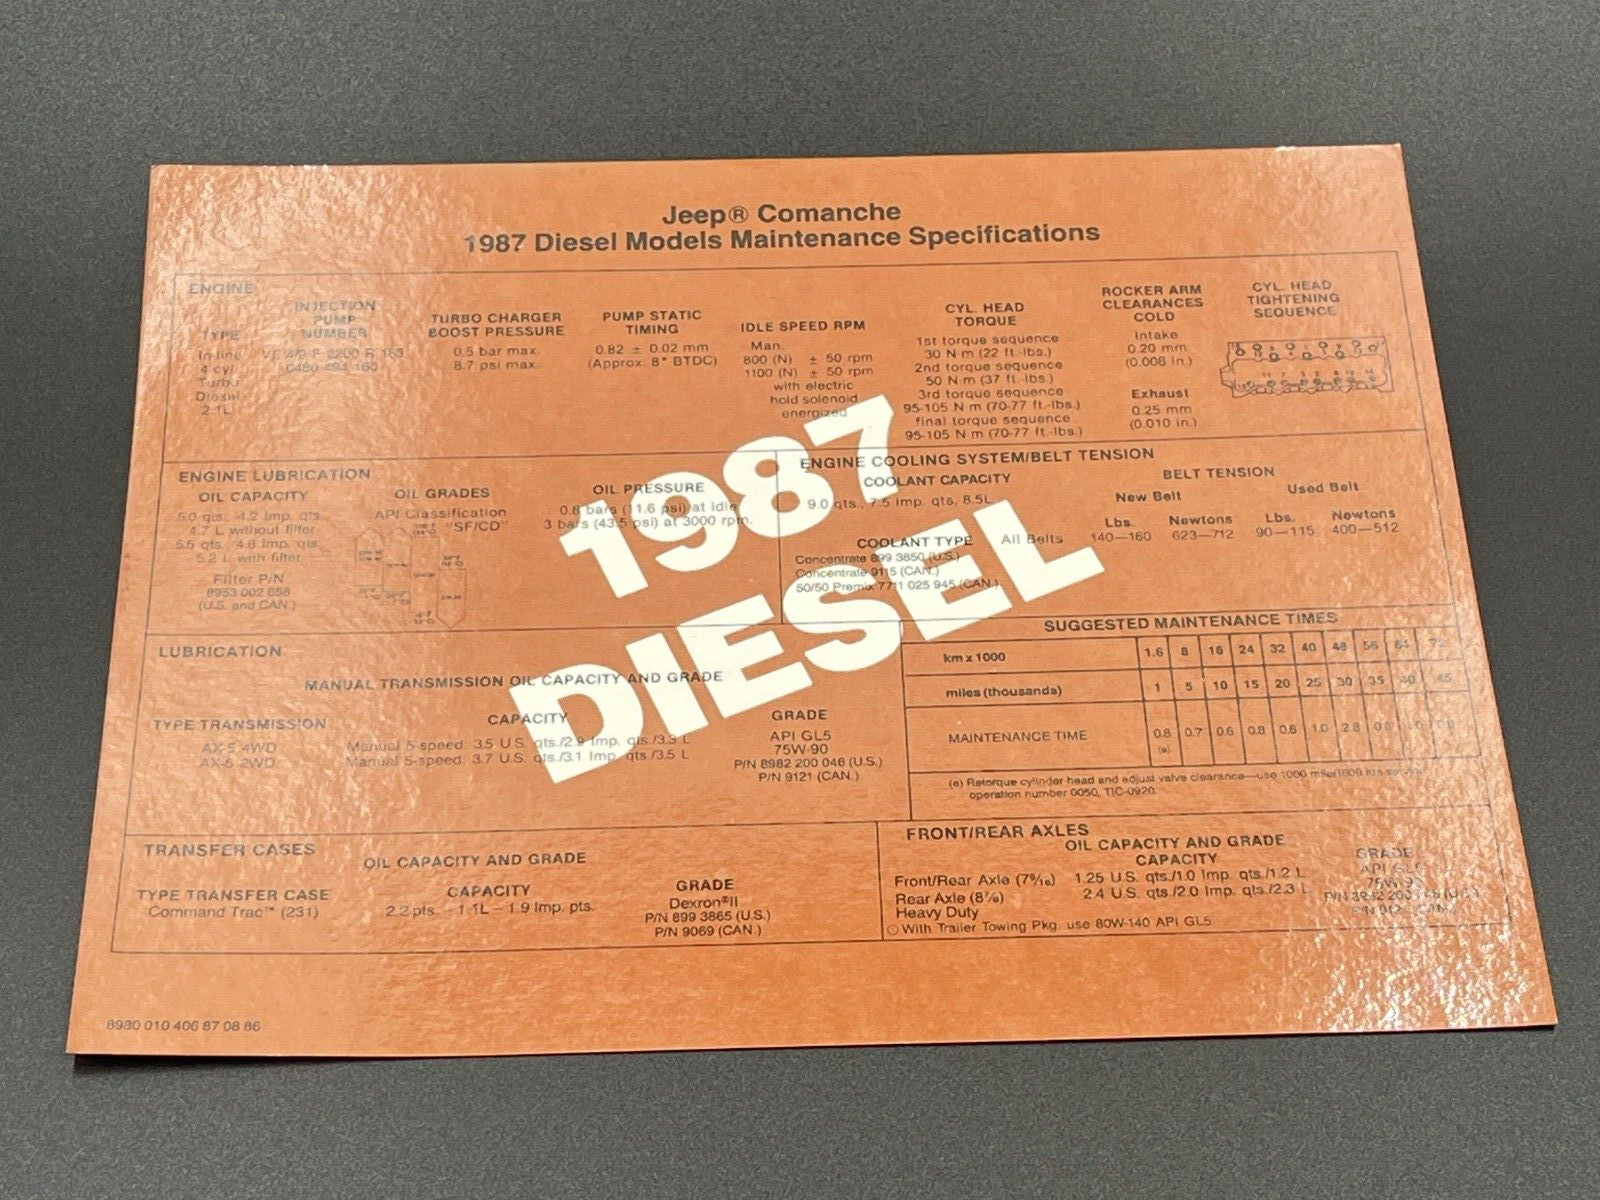 Jeep® Comanche
1987 Diesel Models Maintenance Specifications
ENGINE
TYPE
In-line
4 cyl.
Turbo
Diesel
2.1L
INJECTION
PUMP
NUMBER
TURBO CHARGER
BOOST PRESSURE
0.5 bar max.
8.7 psi max.
PUMP STATIC
TIMING
0.82 ± 0.02 mm
(Approx. 8° BTDC)
IDLE SPEED RPM
Man.
800 (N) ± 50 rpm
1100 (N) ± 50 rpm
with electric
hold solenoid
energized
CYL. HEAD
TORQUE
1st torque sequence
30 N·m (22 ft.-lbs.)
2nd torque sequence
50 N·m (37 ft.-lbs.)
3rd torque sequence
95-105 N·m (70-77 ft.-lbs.)
final torque sequence
95-105 N·m (70-77 ft.-lbs.)
ROCKER ARM
CLEARANCES
COLD
Intake
0.20 mm
(0.008 in.)
Exhaust
0.25 mm
(0.010 in.)
CYL. HEAD
TIGHTENING
SEQUENCE
1987
DIESEL
ENGINE LUBRICATION
OIL CAPACITY
5.0 qts., 4.2 Imp. qts.
4.7 L without filter
5.5 qts., 4.6 Imp. qts.
5.2 L with filter
Filter P/N
8953 002 658
(U.S. and CAN.)
OIL GRADES
API Classification
"SF/CD"
OIL PRESSURE
0.8 bars (11.6 psi) at Idle
3 bars (43.5 psi) at 3000 rpm.
ENGINE COOLING SYSTEM/BELT TENSION
COOLANT CAPACITY
9.0 qts., 7.5 Imp. qts. 8.5L
COOLANT TYPE
Concentrate 899 3850 (U.S.)
Concentrate 9115 (CAN.)
50/50 Premix 7711 025 945 (CAN.)
BELT TENSION
New Belt Used Belt
Lbs. Newtons Lbs. Newtons
All Belts 140—160 623—712 90—115 400—512
LUBRICATION
MANUAL TRANSMISSION OIL CAPACITY AND GRADE
TYPE TRANSMISSION CAPACITY GRADE
AX-5 4WD Manual 5-speed: 3.5 U.S. qts./2.9 Imp. qts./3.3 L
AX-5 2WD Manual 5-speed: 3.7 U.S. qts./3.1 Imp. qts./3.5 L
API GL5
75W-90
P/N 8982 200 046 (U.S.)
P/N 9121 (CAN.)
SUGGESTED MAINTENANCE TIMES
km x 1000 1.6 8 16 24 32 40 48 56 64 72
miles (thousands) 1 5 10 15 20 25 30 35 40 45
MAINTENANCE TIME 0.8 0.7 0.6 0.8 0.6 1.0 2.8
(a)
(a) Retorque cylinder head and adjust valve clearance—use 1000 mile/1600 km service
operation number 0050, TIC-0920.
TRANSFER CASES
OIL CAPACITY AND GRADE
TYPE TRANSFER CASE CAPACITY GRADE
Command Trac™ (231) 2.2 pts. – 1.1L – 1.9 Imp. pts.
Dexron®II
P/N 899 3865 (U.S.)
P/N 9069 (CAN.)
FRONT/REAR AXLES
OIL CAPACITY AND GRADE
CAPACITY GRADE
Front/Rear Axle (7 9/16) 1.25 U.S. qts./1.0 Imp. qts./1.2 L
Rear Axle (8 7/8) 2.4 U.S. qts./2.0 Imp. qts./2.3 L
Heavy Duty
① With Trailer Towing Pkg. use 80W-140 API GL5
8980 010 406 87 08 86